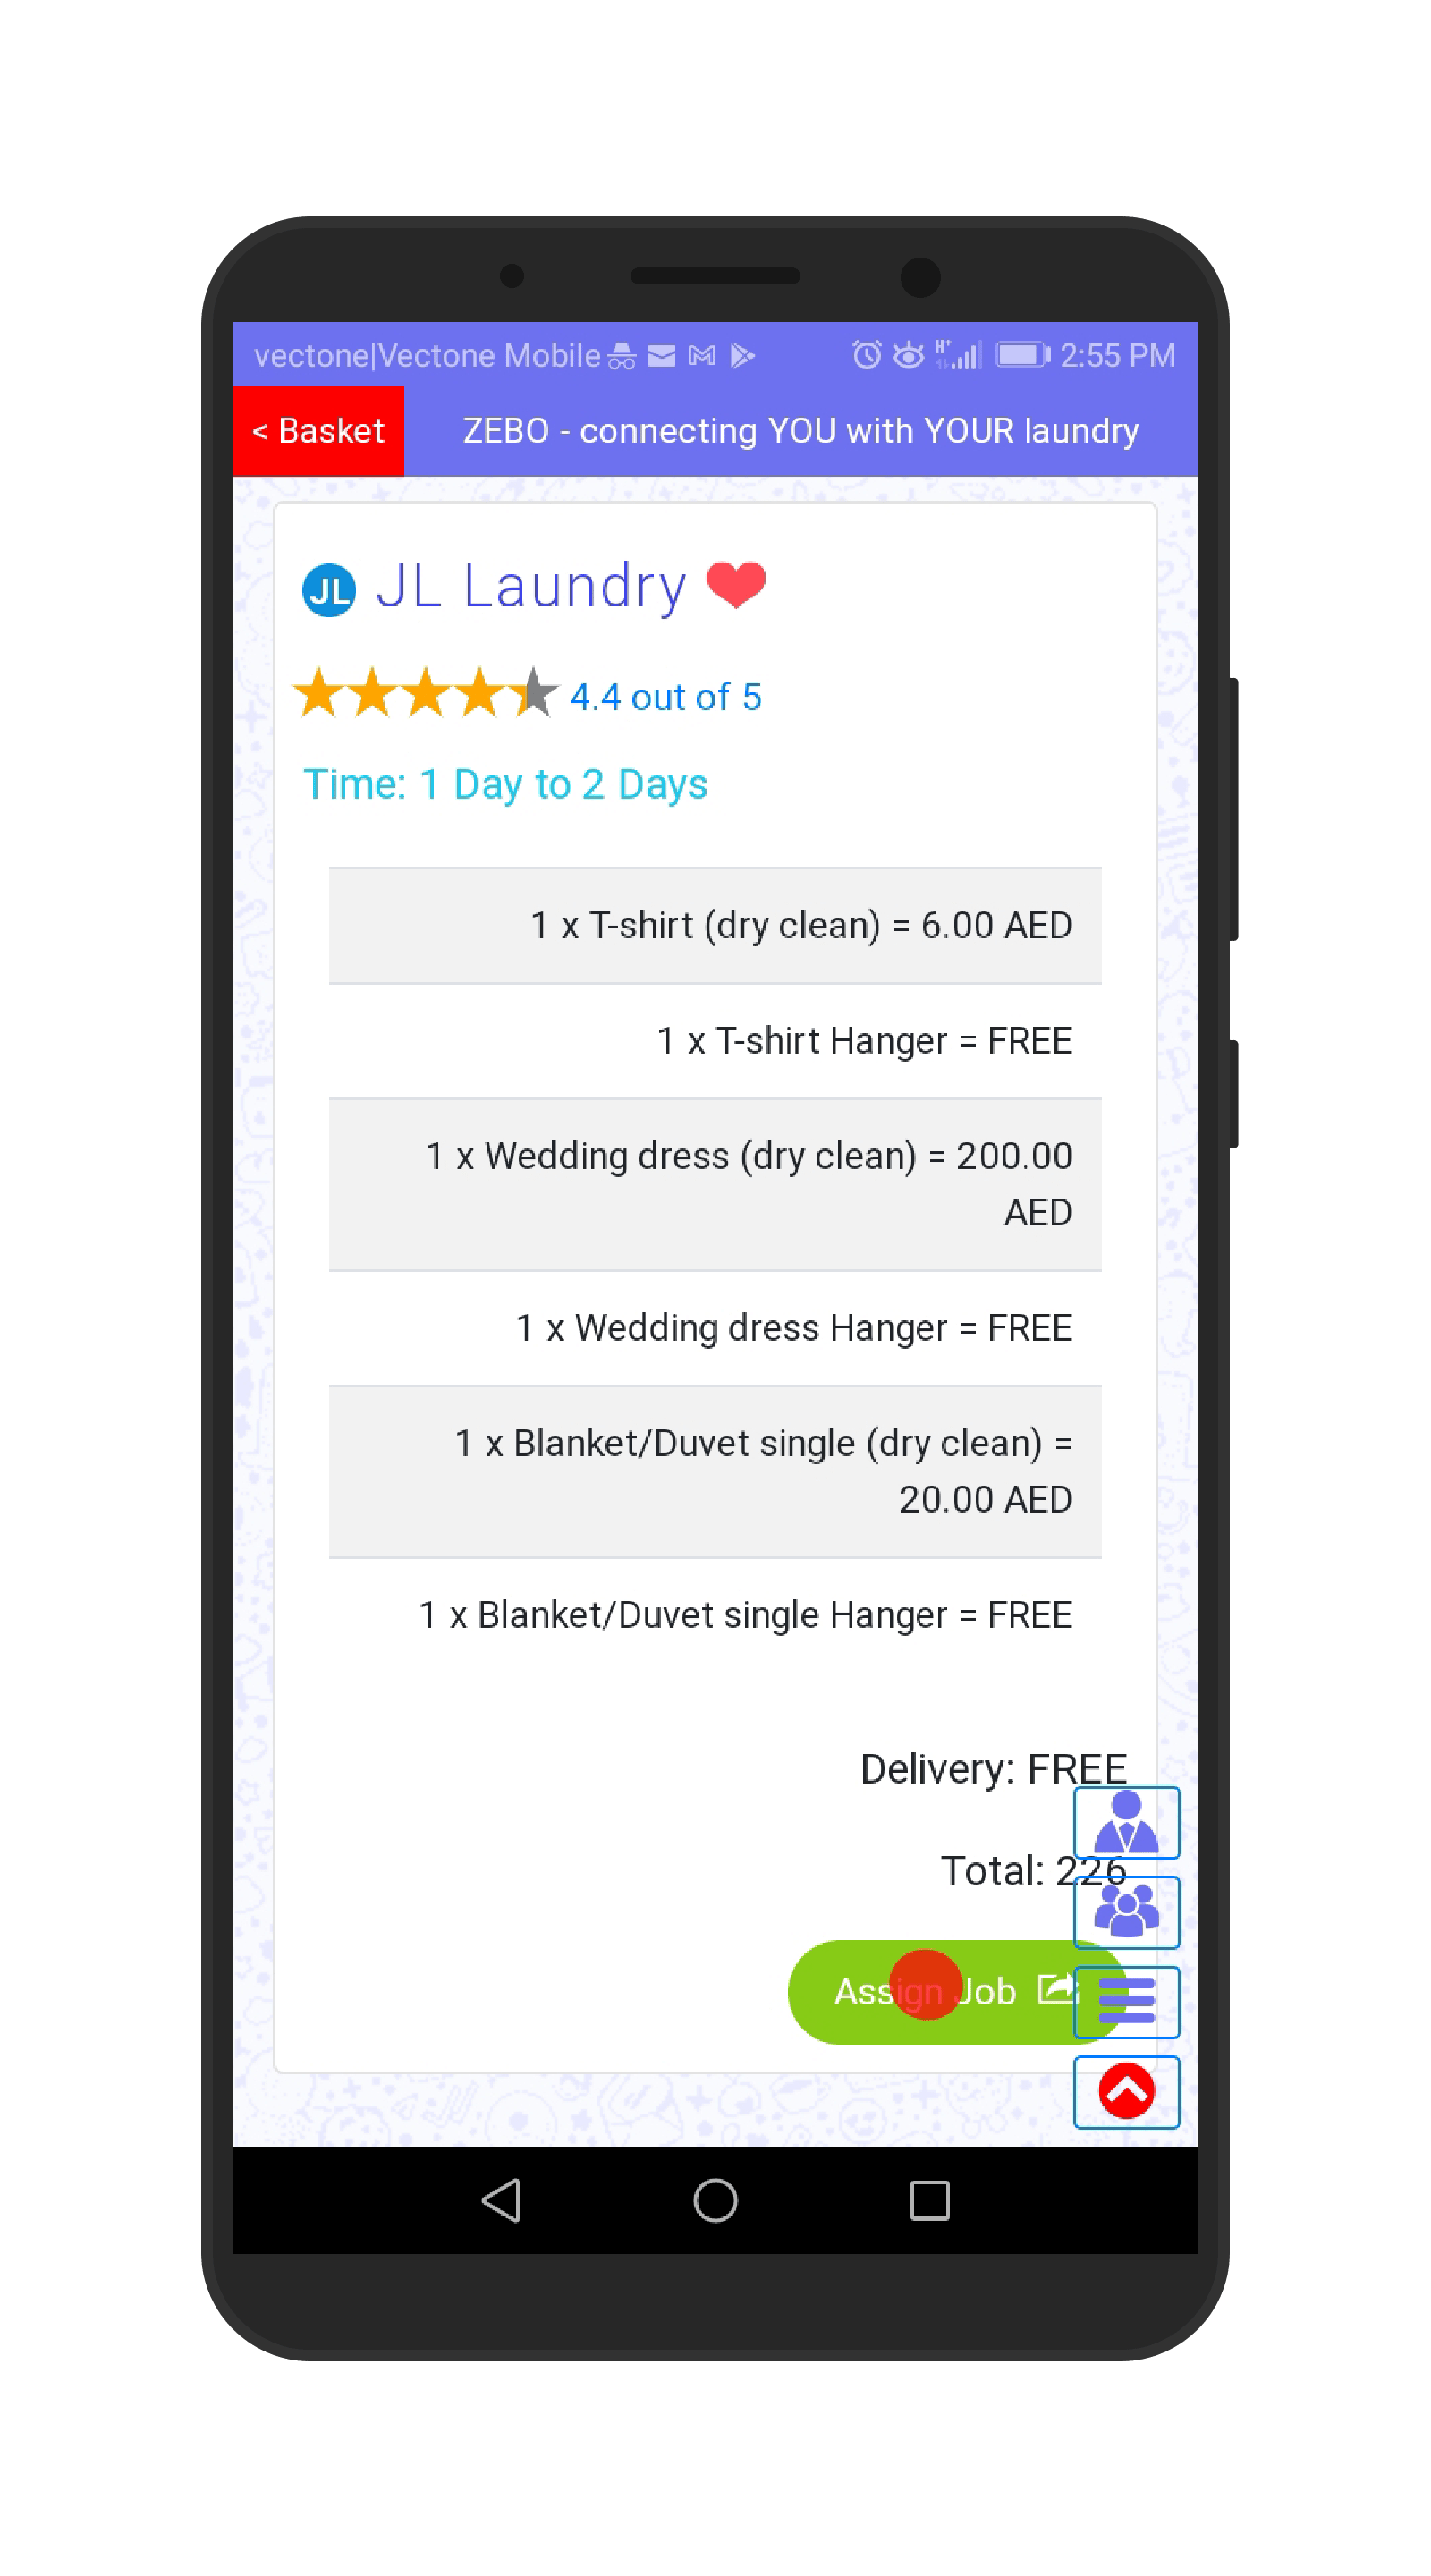 vectone|Vectone Mobile H+ 2:55 PM
< Basket ZEBO - connecting YOU with YOUR laundry
JL JL Laundry
4.4 out of 5
Time: 1 Day to 2 Days
1 x T-shirt (dry clean) = 6.00 AED
1 x T-shirt Hanger = FREE
1 x Wedding dress (dry clean) = 200.00
AED
1 x Wedding dress Hanger = FREE
1 x Blanket/Duvet single (dry clean) =
20.00 AED
1 x Blanket/Duvet single Hanger = FREE
Delivery: FREE
Total: 226
Assign Job